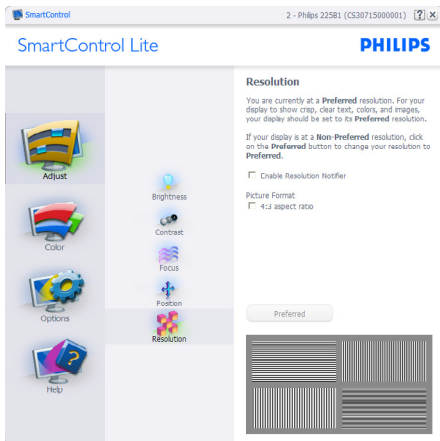 SmartControl
2 - Philips 225B1 (CS30715000001)
? ×
SmartControl Lite
PHILIPS
Adjust
Color
Options
Help
Brightness
Contrast
Focus
Position
Resolution
Resolution
You are currently at a Preferred resolution. For your
display to show crisp, clear text, colors, and images,
your display should be set to its Preferred resolution.
If your display is at a Non-Preferred resolution, click
on the Preferred button to change your resolution to
Preferred.
Enable Resolution Notifier
Picture Format
4:3 aspect ratio
Preferred